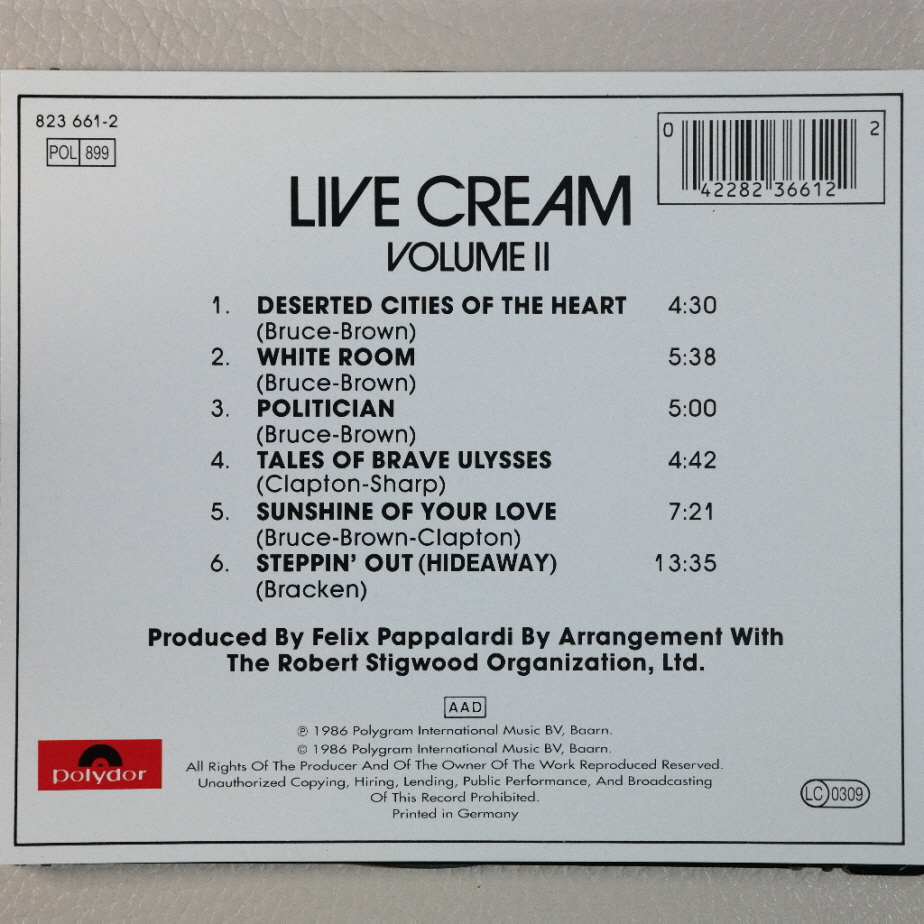 823 661-2
POL 899
0 42282 36612 2
LIVE CREAM
VOLUME II
1. DESERTED CITIES OF THE HEART 4:30
(Bruce-Brown)
2. WHITE ROOM 5:38
(Bruce-Brown)
3. POLITICIAN 5:00
(Bruce-Brown)
4. TALES OF BRAVE ULYSSES 4:42
(Clapton-Sharp)
5. SUNSHINE OF YOUR LOVE 7:21
(Bruce-Brown-Clapton)
6. STEPPIN' OUT (HIDEAWAY) 13:35
(Bracken)
Produced By Felix Pappalardi By Arrangement With
The Robert Stigwood Organization, Ltd.
AAD
℗ 1986 Polygram International Music BV, Baarn.
© 1986 Polygram International Music BV, Baarn.
All Rights Of The Producer And Of The Owner Of The Work Reproduced Reserved.
Unauthorized Copying, Hiring, Lending, Public Performance, And Broadcasting
Of This Record Prohibited.
Printed in Germany
polydor
LC 0309